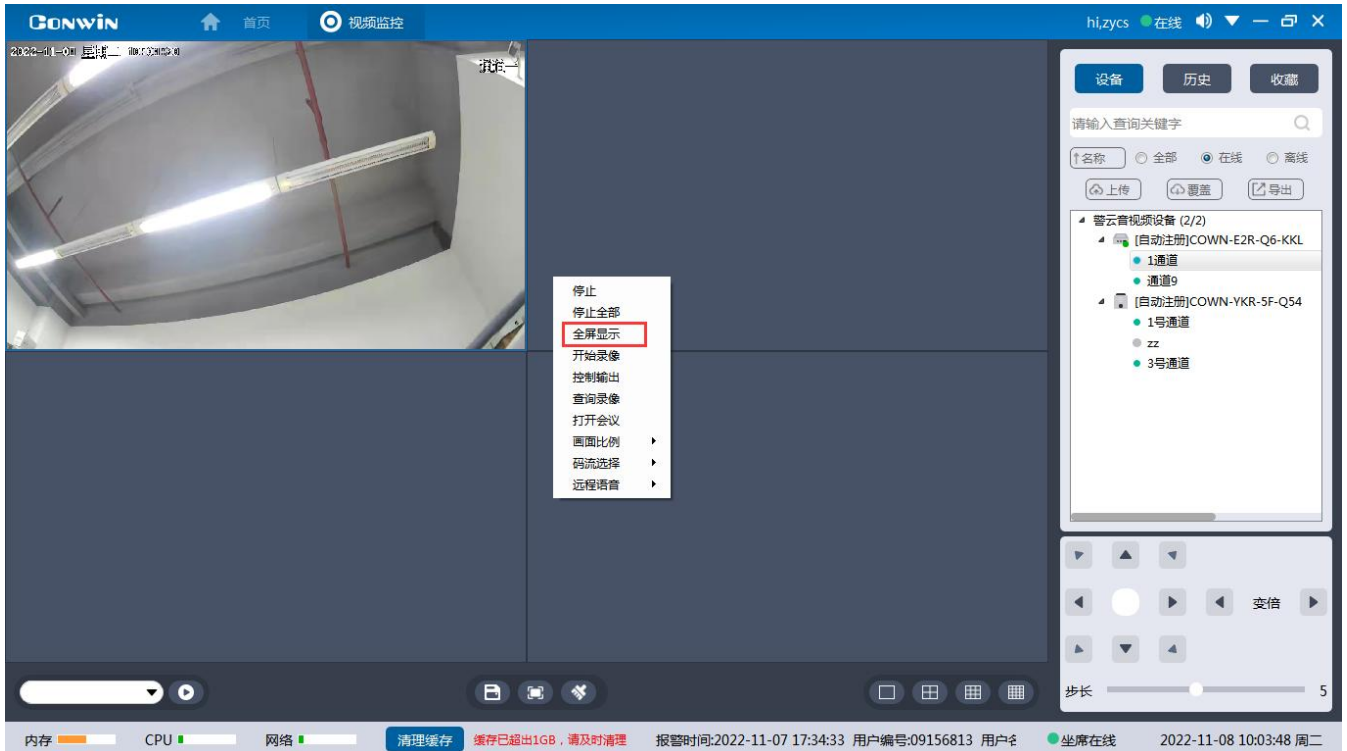 CONWIN 首页 视频监控 hi,zycs 在线
设备 历史 收藏
请输入查询关键字
名称 全部 在线 离线
上传 覆盖 导出
警云音视频设备 (2/2)
[自动注册]COWN-E2R-Q6-KKL
1通道
通道9
[自动注册]COWN-YKR-5F-Q54
1号通道
zz
3号通道
停止
停止全部
全屏显示
开始录像
控制输出
查询录像
打开会议
画面比例
码流选择
远程语音
变倍
步长 5
内存 CPU 网络 清理缓存 缓存已超出1GB，请及时清理 报警时间:2022-11-07 17:34:33 用户编号:09156813 用户名 坐席在线 2022-11-08 10:03:48 周二